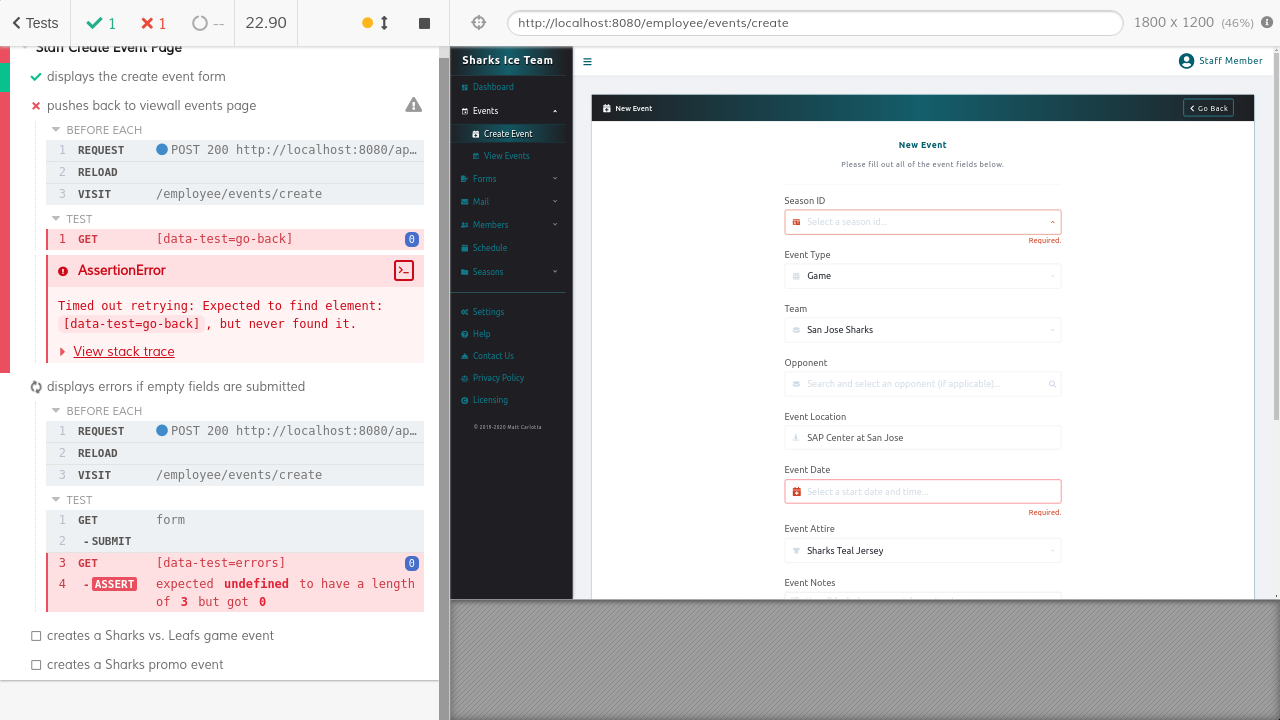 Tests
1
1
--
22.90
http://localhost:8080/employee/events/create
1800 x 1200 (46%)
Staff Create Event Page
displays the create event form
pushes back to viewall events page
BEFORE EACH
1 REQUEST POST 200 http://localhost:8080/ap…
RELOAD
3 VISIT /employee/events/create
TEST
1 GET [data-test=go-back] 0
AssertionError
Timed out retrying: Expected to find element:
[data-test=go-back] , but never found it.
View stack trace
displays errors if empty fields are submitted
BEFORE EACH
1 REQUEST POST 200 http://localhost:8080/ap…
2 RELOAD
3 VISIT /employee/events/create
TEST
1 GET form
2 -SUBMIT
3 GET [data-test=errors] 0
4 -ASSERT expected undefined to have a length
of 3 but got 0
creates a Sharks vs. Leafs game event
creates a Sharks promo event
Sharks Ice Team
Dashboard
Events
Create Event
View Events
Forms
Mail
Members
Schedule
Seasons
Settings
Help
Contact Us
Privacy Policy
Licensing
© 2019-2020 Matt Carlotta
Staff Member
New Event
Go Back
New Event
Please fill out all of the event fields below.
Season ID
Select a season id...
Required.
Event Type
Game
Team
San Jose Sharks
Opponent
Search and select an opponent (if applicable)...
Event Location
SAP Center at San Jose
Event Date
Select a start date and time...
Required.
Event Attire
Sharks Teal Jersey
Event Notes